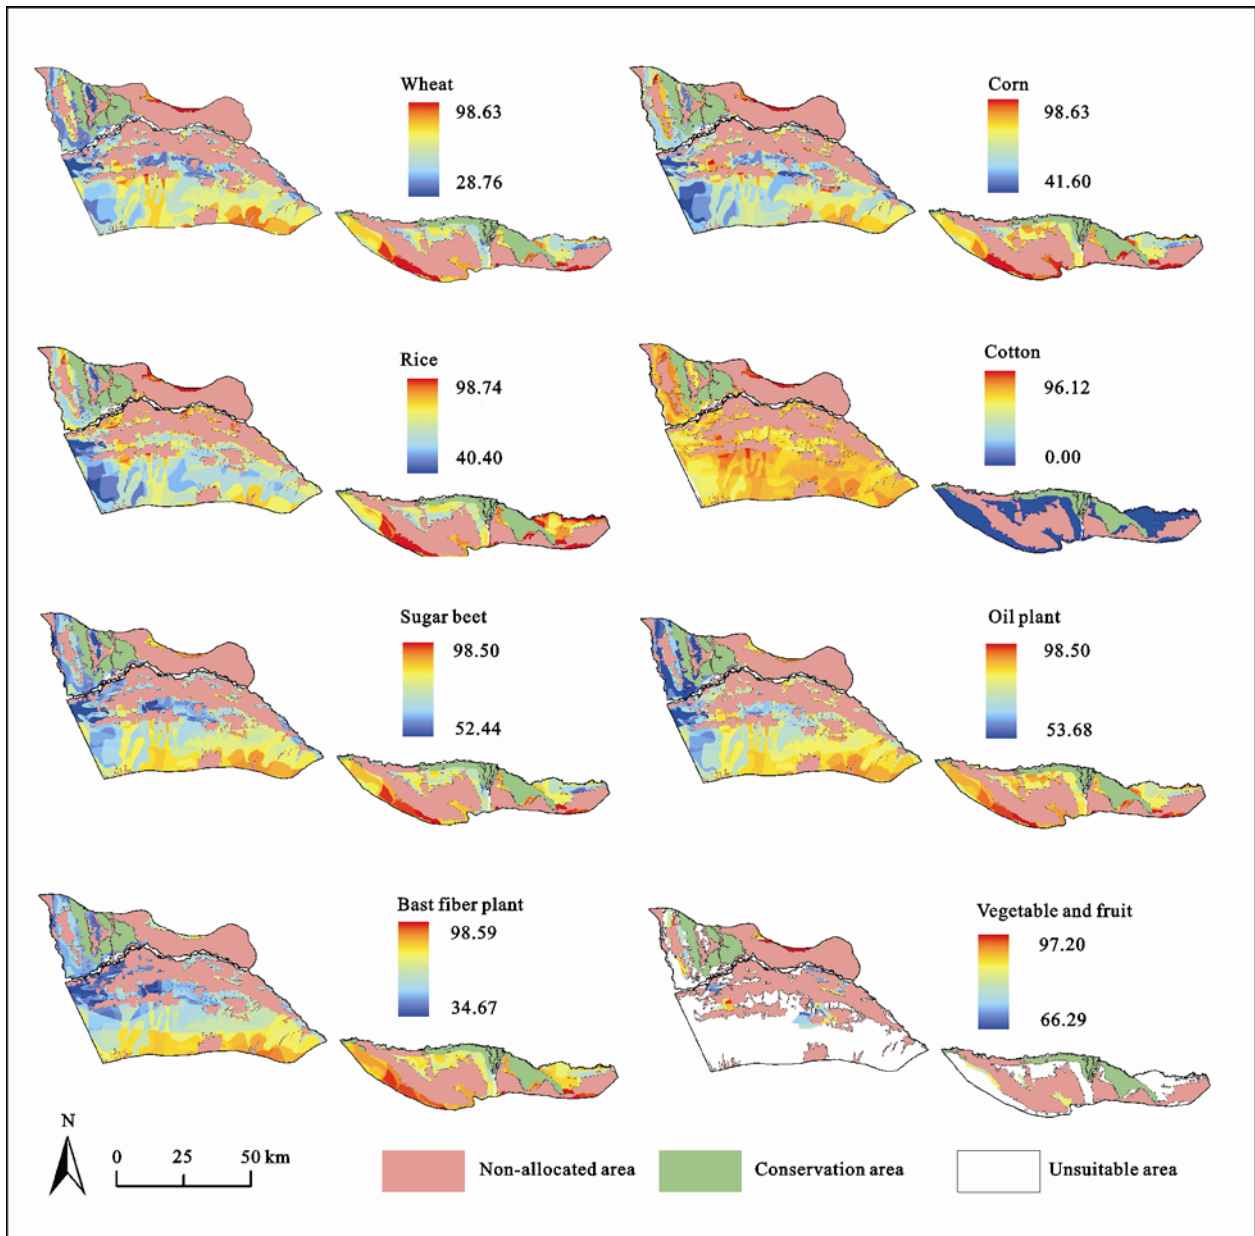 Wheat
98.63
28.76
Corn
98.63
41.60
Rice
98.74
40.40
Cotton
96.12
0.00
Sugar beet
98.50
52.44
Oil plant
98.50
53.68
Bast fiber plant
98.59
34.67
Vegetable and fruit
97.20
66.29
N
0 25 50 km
Non-allocated area
Conservation area
Unsuitable area